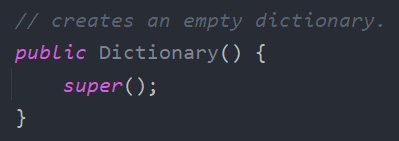 // creates an empty dictionary.
public Dictionary() {
    super();
}